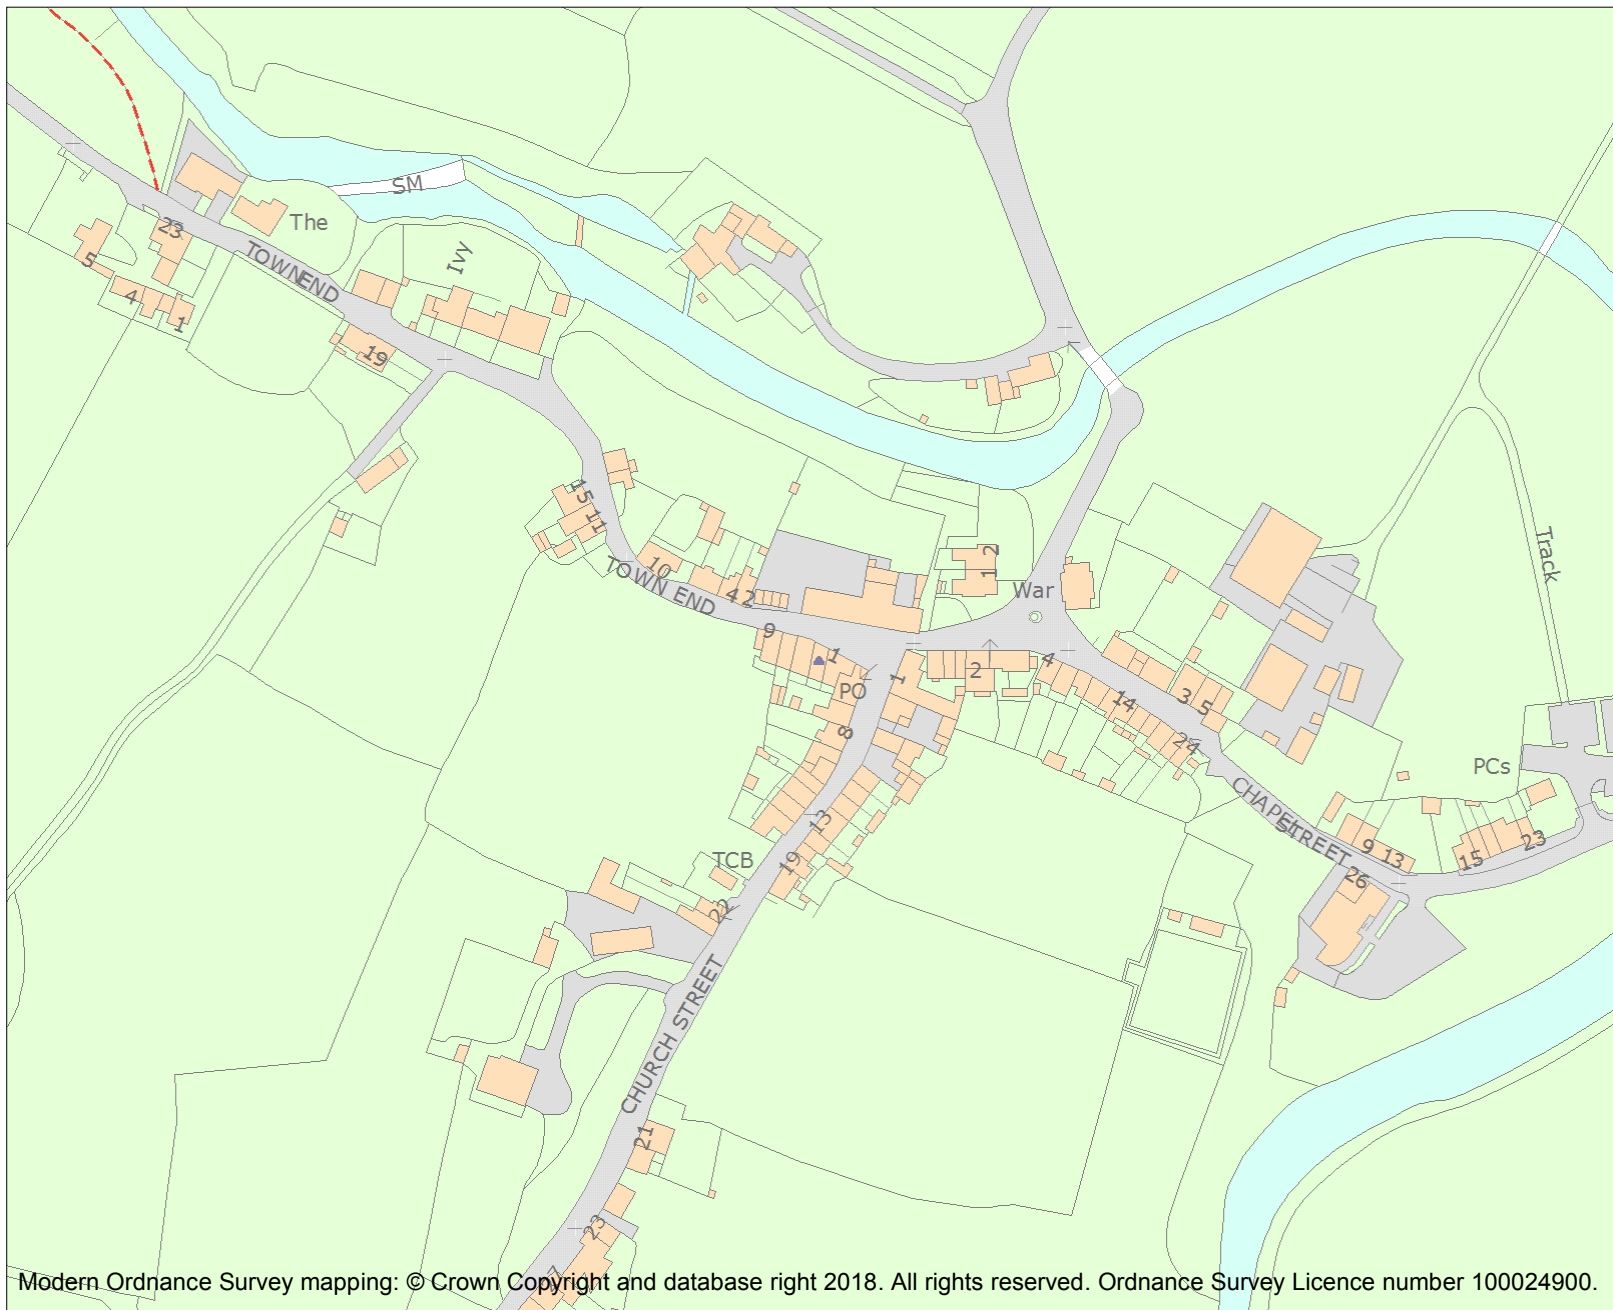 SM
The
Ivy
23
TOWN END
5
4
1
19
15
11
10
TOWN END
4 2
9
1
PO
8
1
2
1 2
War
4
14
24
3 5
Track
PCs
CHAPEL
STREET
ST
9 13
15
23
26
13
19
TCB
22
CHURCH STREET
21
23
Modern Ordnance Survey mapping: © Crown Copyright and database right 2018. All rights reserved. Ordnance Survey Licence number 100024900.